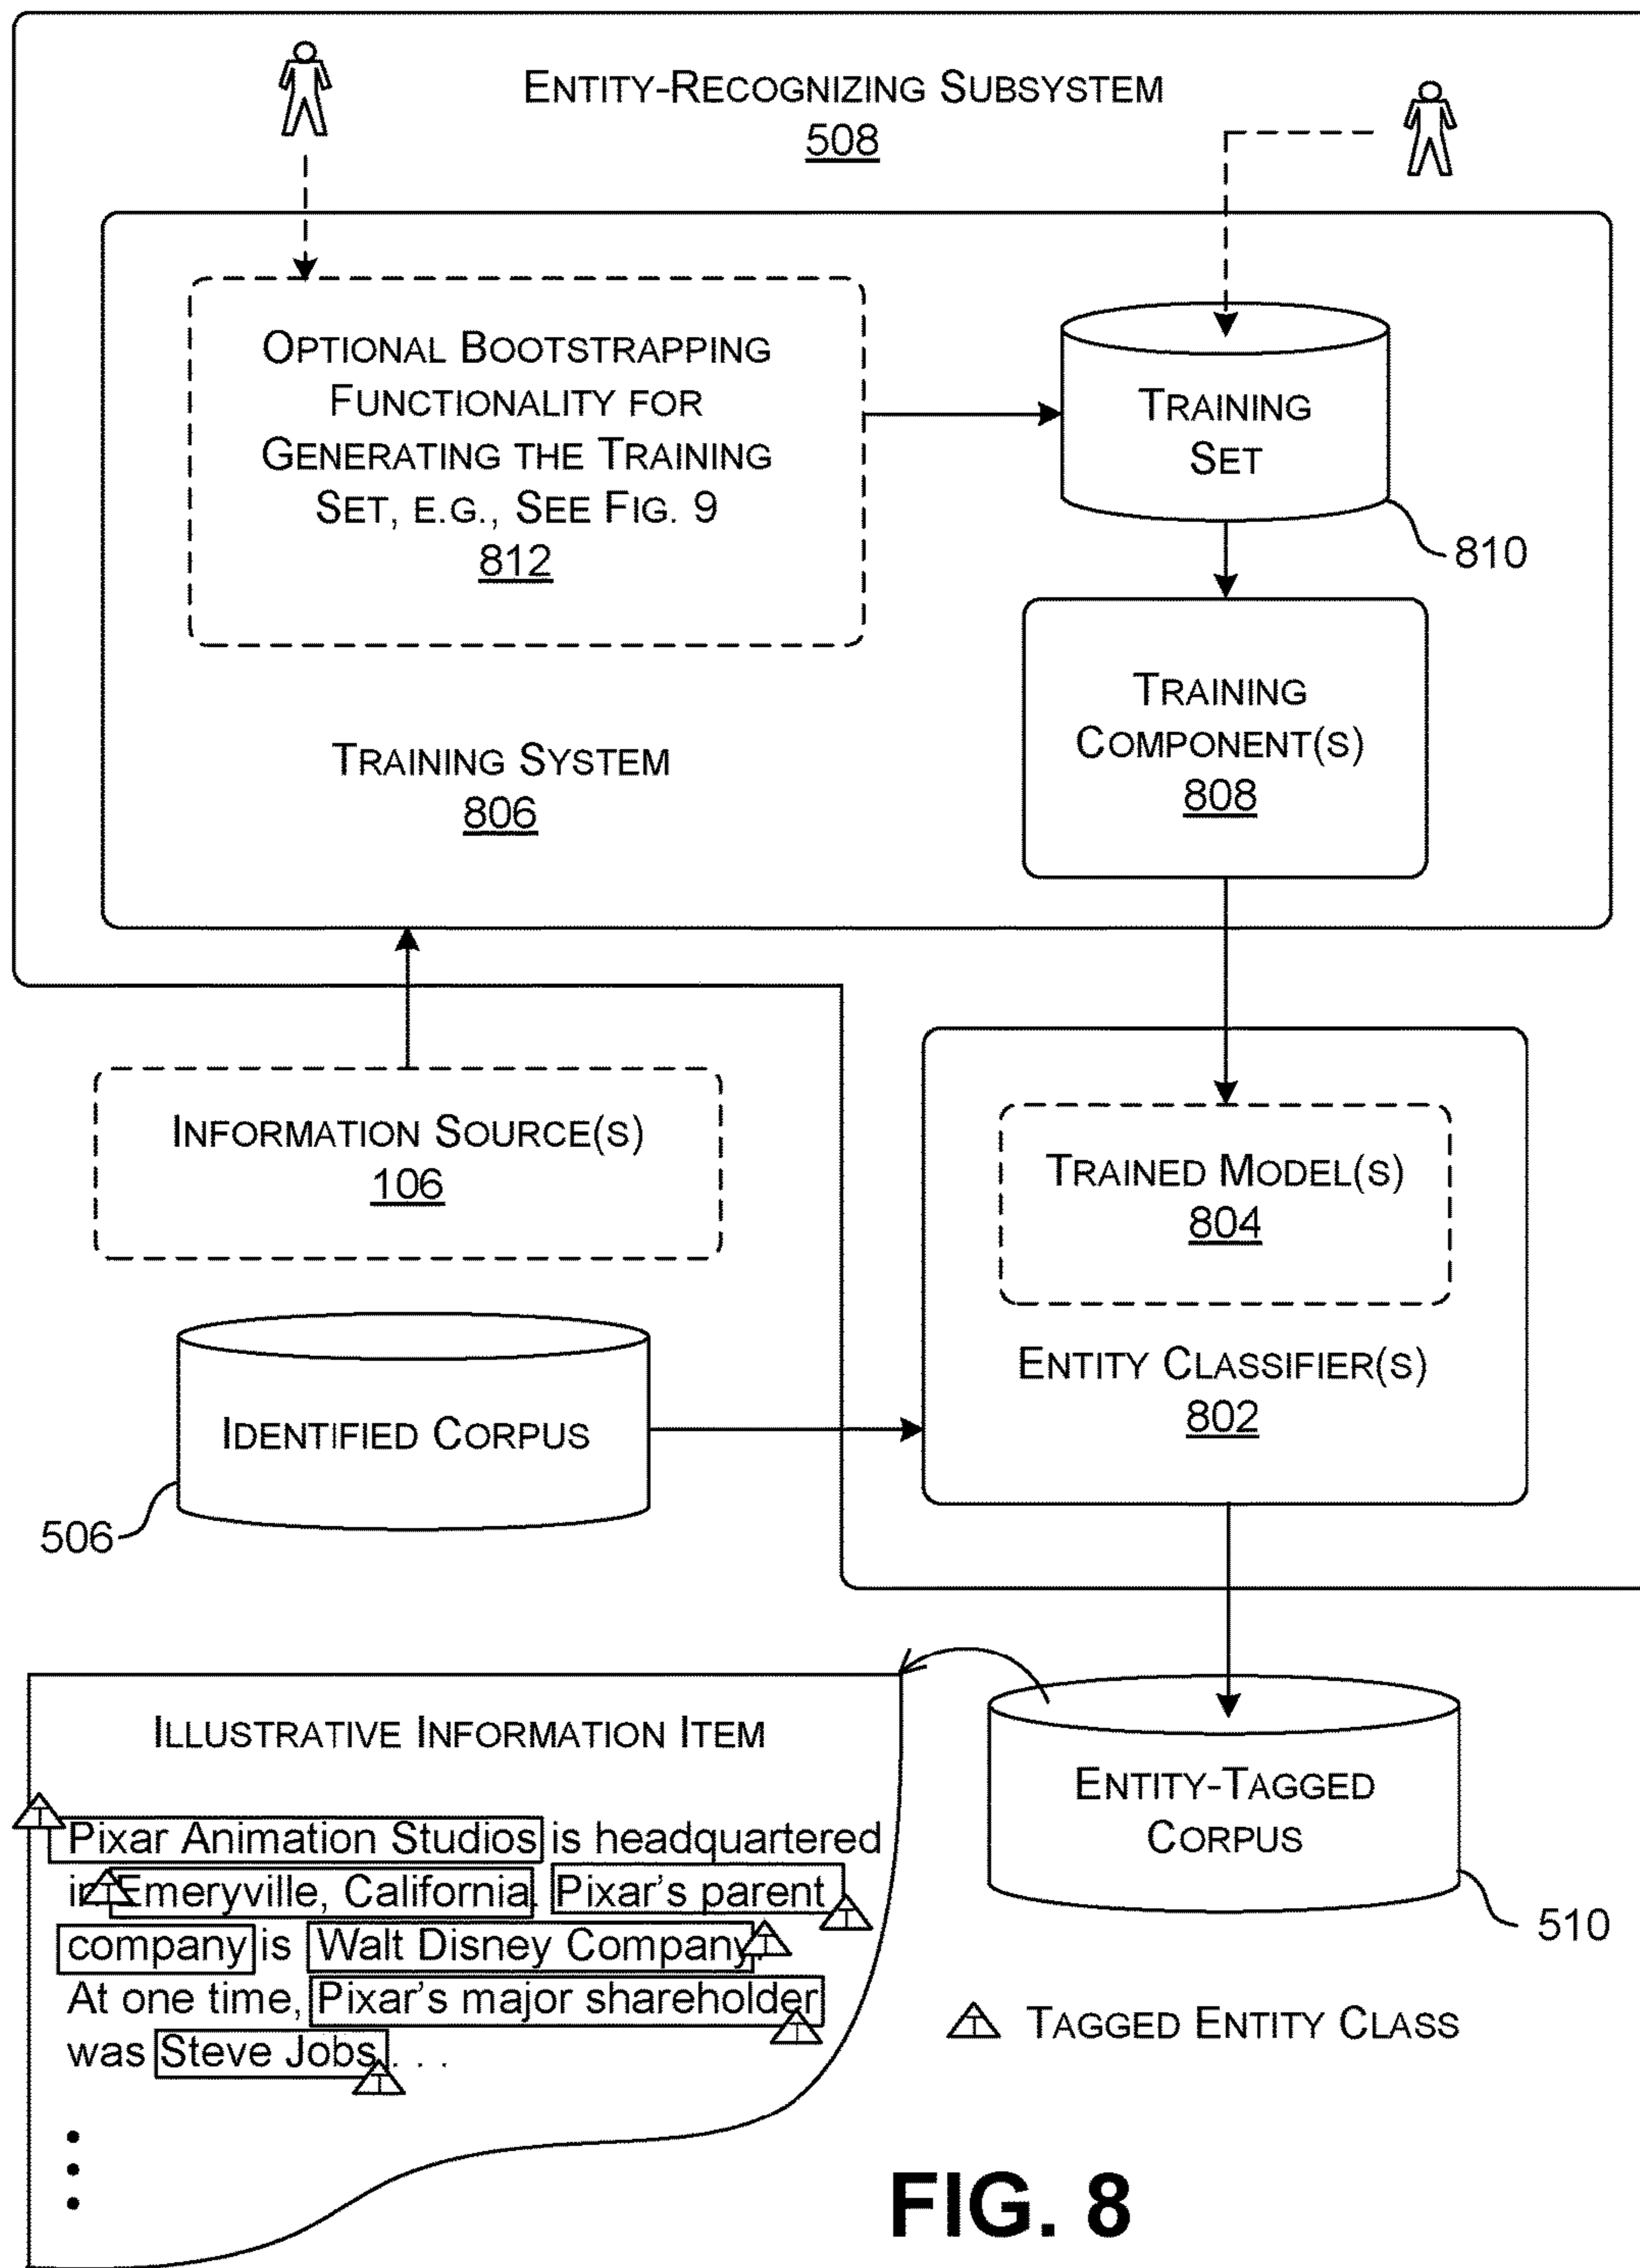 ENTITY-RECOGNIZING SUBSYSTEM
508
OPTIONAL BOOTSTRAPPING
FUNCTIONALITY FOR
GENERATING THE TRAINING
SET, E.G., SEE FIG. 9
812
TRAINING
SET
810
TRAINING
COMPONENT(S)
808
TRAINING SYSTEM
806
INFORMATION SOURCE(S)
106
TRAINED MODEL(S)
804
ENTITY CLASSIFIER(S)
802
IDENTIFIED CORPUS
506
ILLUSTRATIVE INFORMATION ITEM
Pixar Animation Studios is headquartered
in Emeryville, California. Pixar's parent
company is Walt Disney Company.
At one time, Pixar's major shareholder
was Steve Jobs. . .
ENTITY-TAGGED
CORPUS
510
T TAGGED ENTITY CLASS
FIG. 8